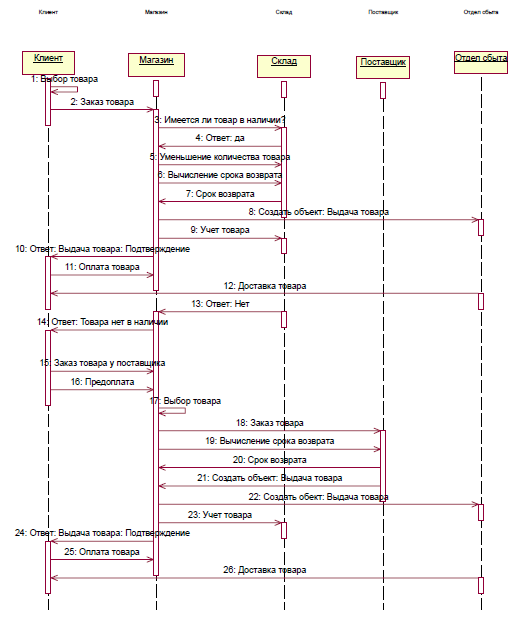 Клиент
Магазин
Склад
Поставщик
Отдел сбыта
Клиент
Магазин
Склад
Поставщик
Отдел сбыта
1: Выбор товара
2: Заказ товара
3: Имеется ли товар в наличии?
4: Ответ: да
5: Уменьшение количества товара
6: Вычисление срока возврата
7: Срок возврата
8: Создать объект: Выдача товара
9: Учет товара
10: Ответ: Выдача товара: Подтверждение
11: Оплата товара
12: Доставка товара
13: Ответ: Нет
14: Ответ: Товара нет в наличии
15: Заказ товара у поставщика
16: Предоплата
17: Выбор товара
18: Заказ товара
19: Вычисление срока возврата
20: Срок возврата
21: Создать объект: Выдача товара
22: Создать обект: Выдача товара
23: Учет товара
24: Ответ: Выдача товара: Подтверждение
25: Оплата товара
26: Доставка товара